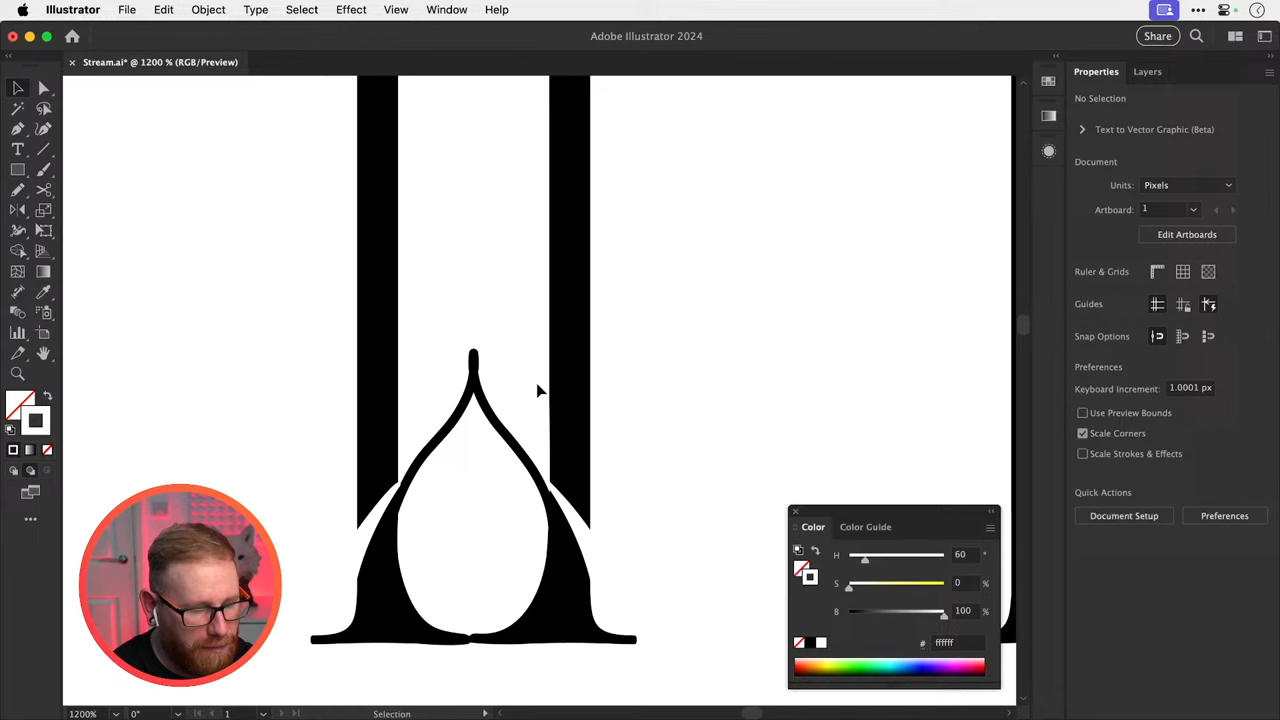 Illustrator File Edit Object Type Select Effect View Window Help
Adobe Illustrator 2024
Share
Stream.ai* @ 1200 % (RGB/Preview)
Properties Layers
No Selection
Text to Vector Graphic (Beta)
Document
Units: Pixels
Artboard: 1
Edit Artboards
Ruler & Grids
Guides
Snap Options
Preferences
Keyboard Increment: 1.0001 px
Use Preview Bounds
Scale Corners
Scale Strokes & Effects
Quick Actions
Document Setup Preferences
Color Color Guide
H 60 °
S 0 %
B 100 %
# ffffff
1200% 0° 1 Selection